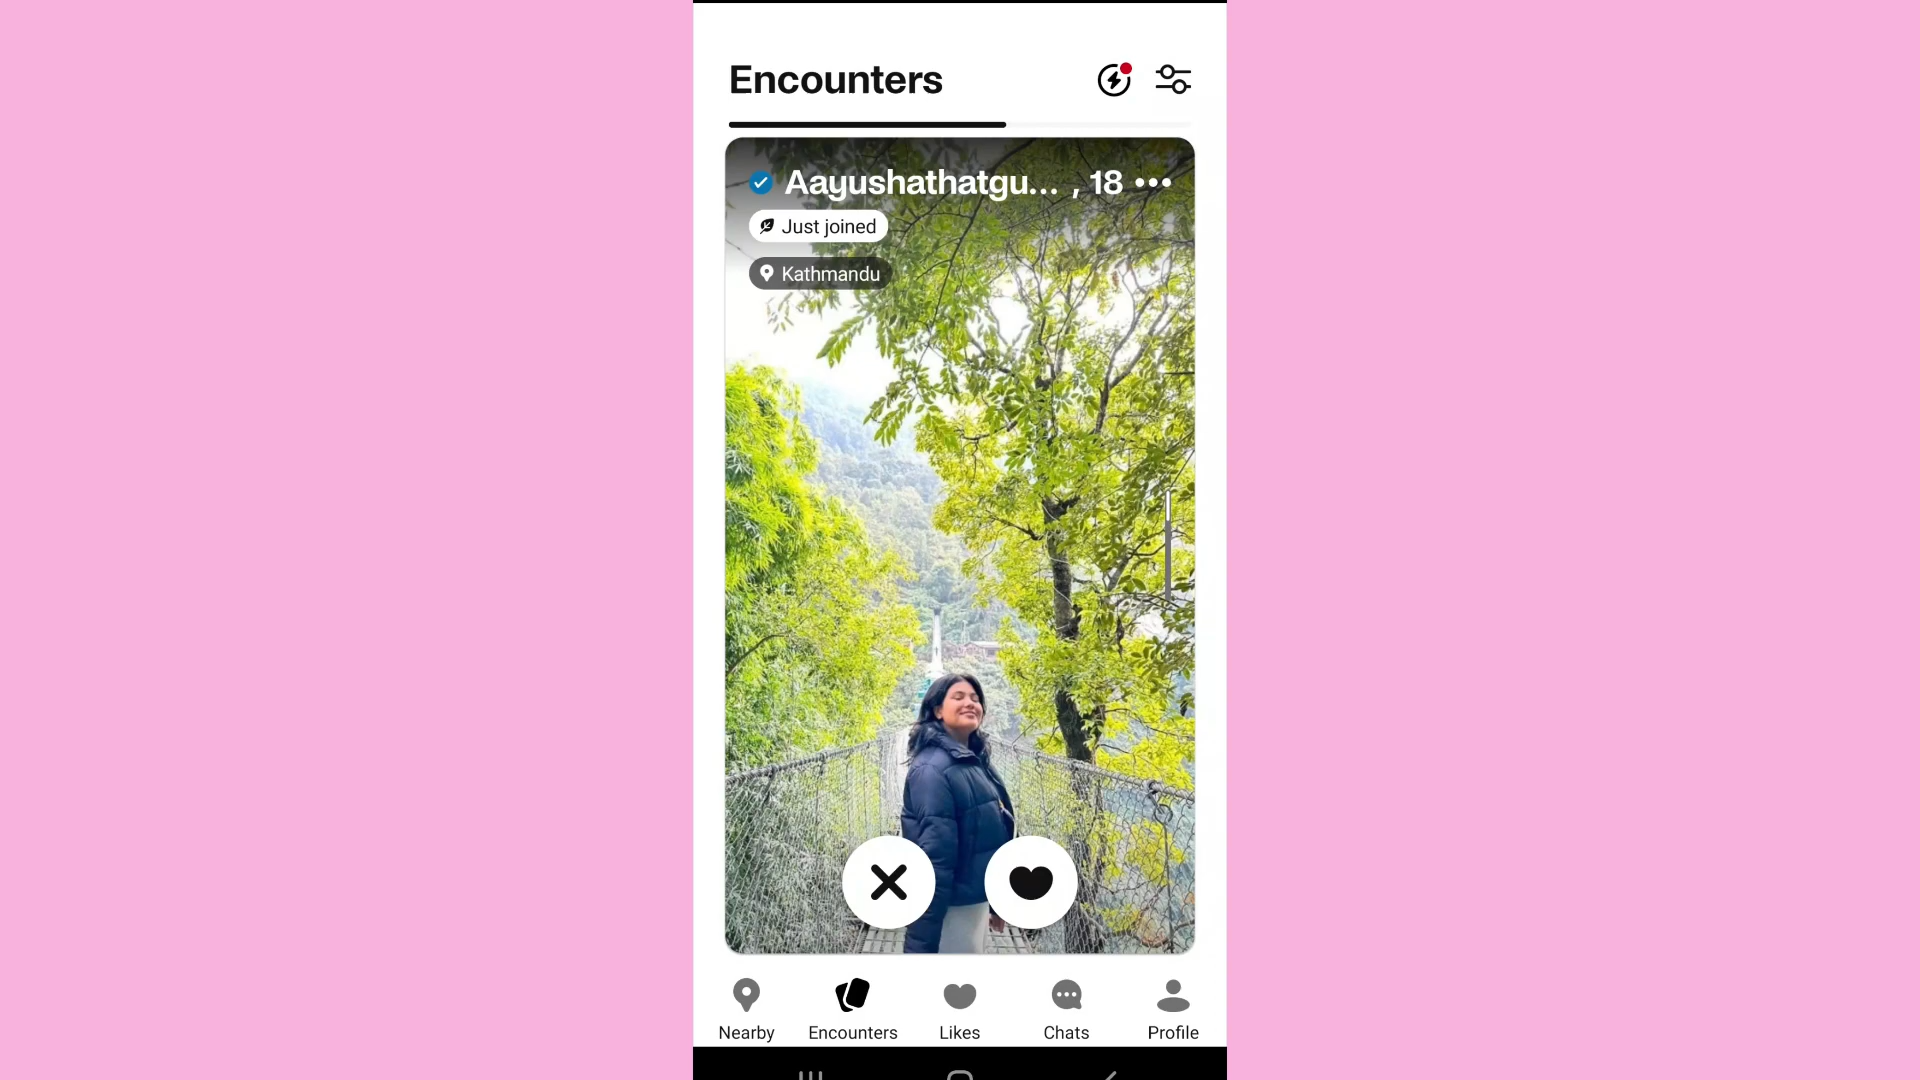 Encounters
Aayushathatgu... , 18
Just joined
Kathmandu
Nearby
Encounters
Likes
Chats
Profile